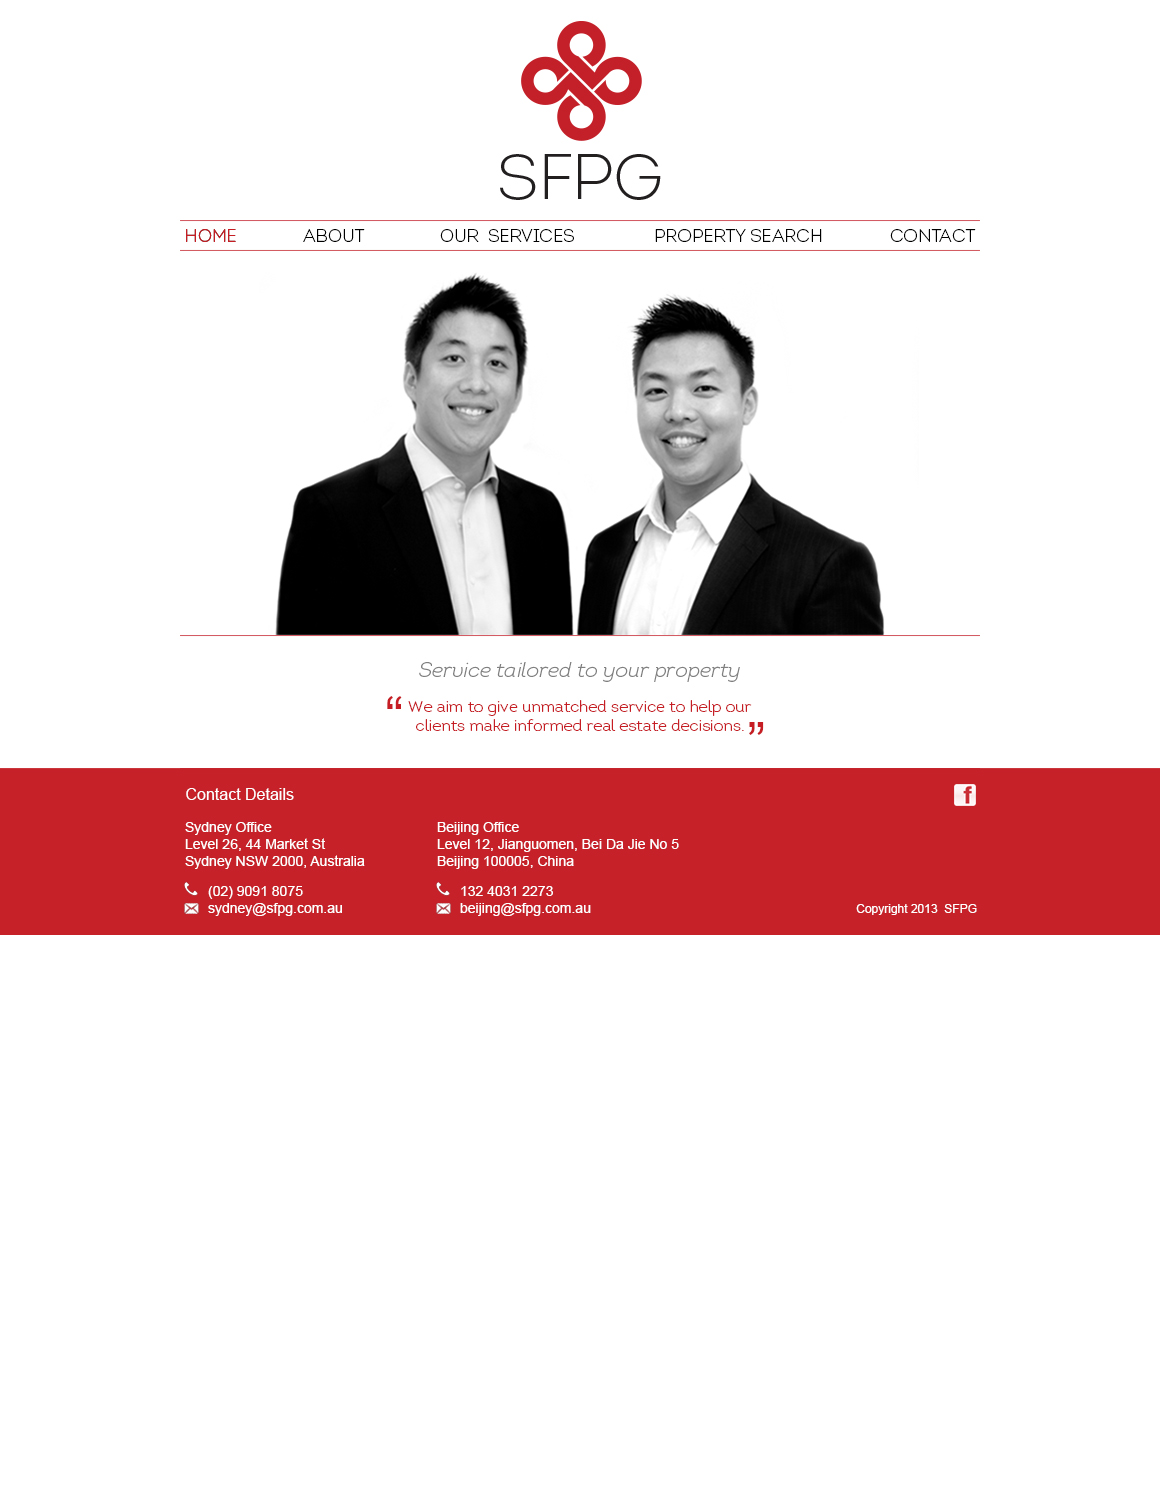 SFPG
HOME ABOUT OUR SERVICES PROPERTY SEARCH CONTACT
Service tailored to your property
“ We aim to give unmatched service to help our
clients make informed real estate decisions. ”
Contact Details
f
Sydney Office
Level 26, 44 Market St
Sydney NSW 2000, Australia
(02) 9091 8075
sydney@sfpg.com.au
Beijing Office
Level 12, Jianguomen, Bei Da Jie No 5
Beijing 100005, China
132 4031 2273
beijing@sfpg.com.au
Copyright 2013 SFPG